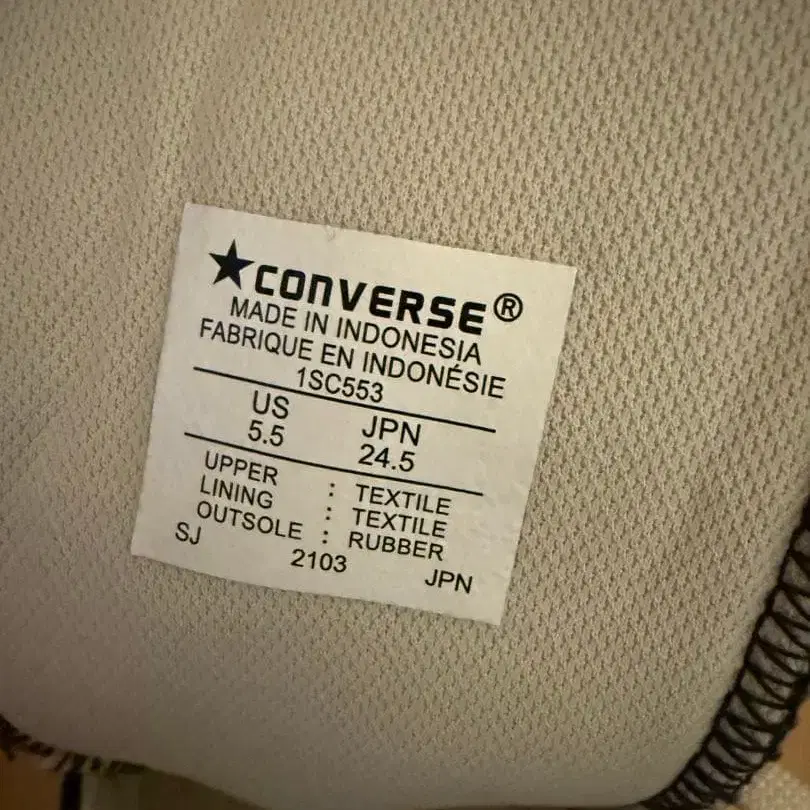 ★CONVERSE®
MADE IN INDONESIA
FABRIQUE EN INDONÉSIE
1SC553
US JPN
5.5 24.5
UPPER : TEXTILE
LINING : TEXTILE
OUTSOLE : RUBBER
SJ 2103 JPN